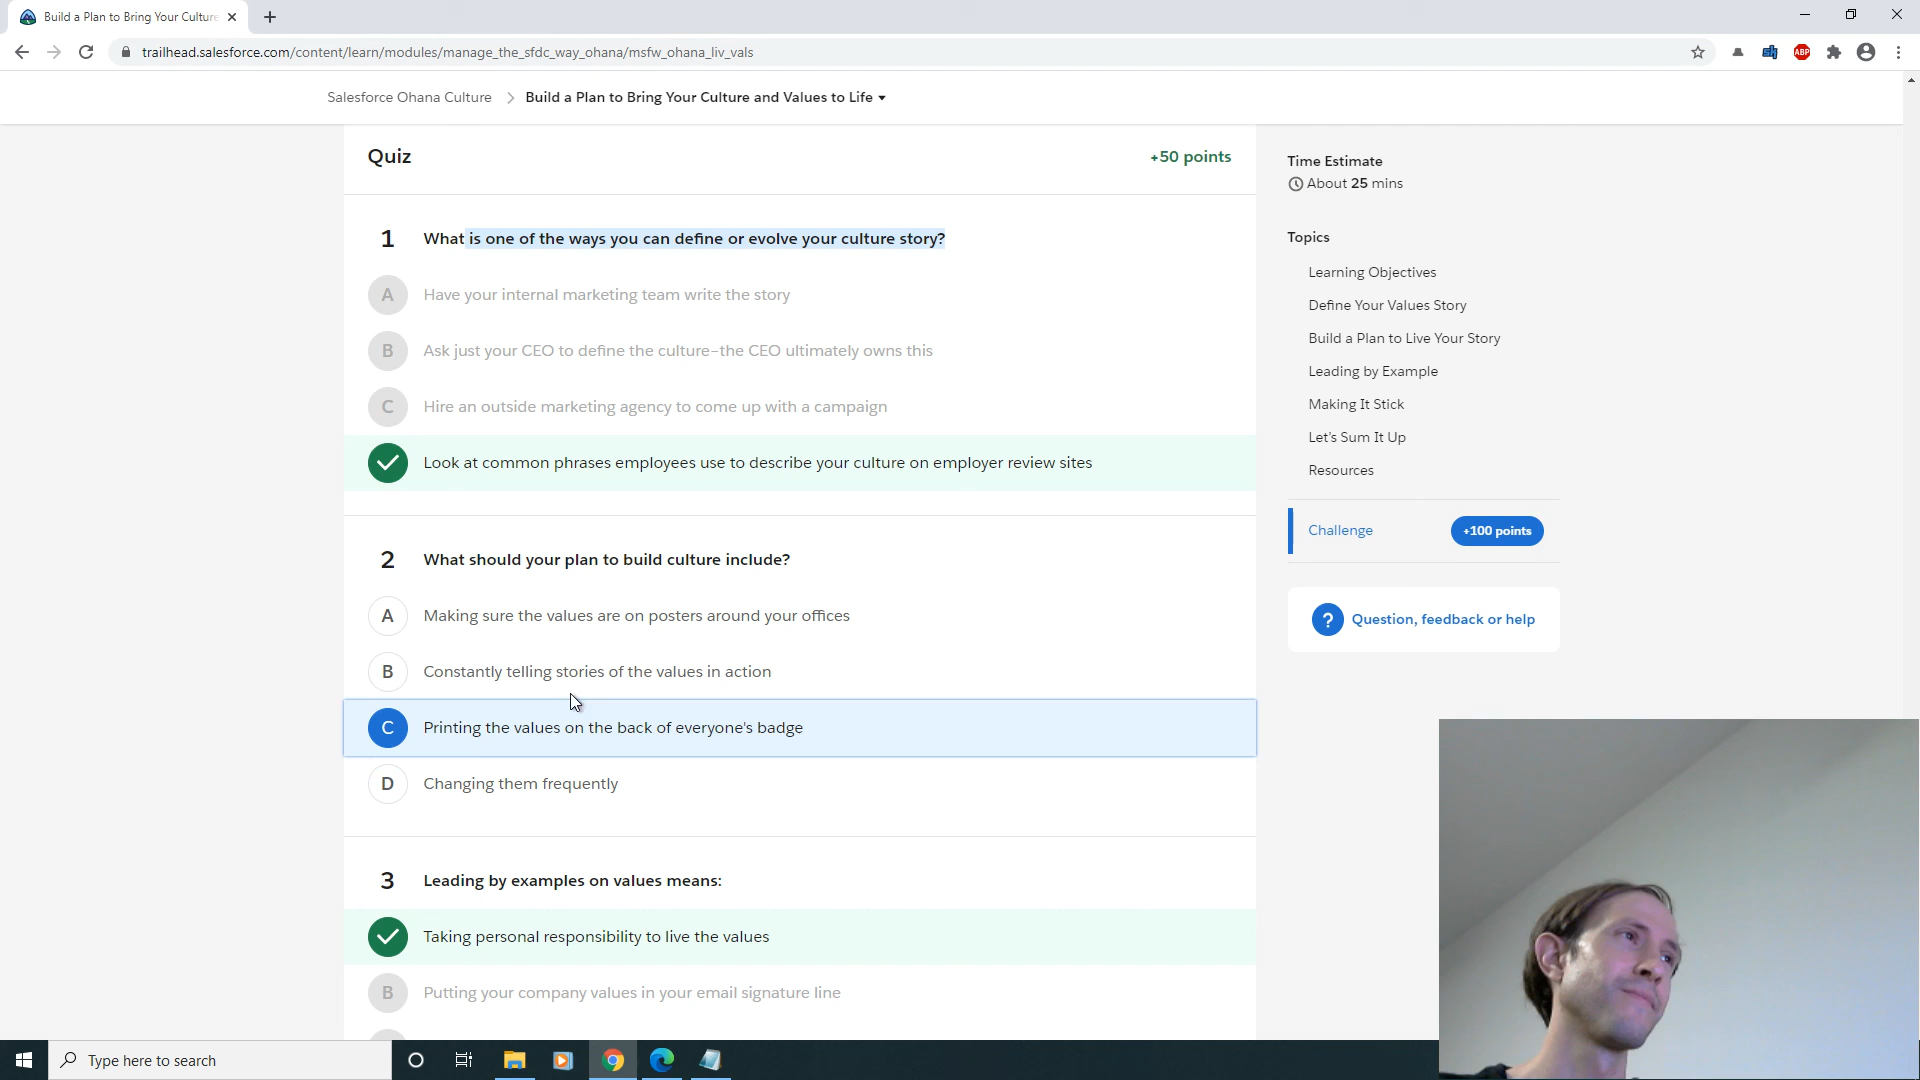 Build a Plan to Bring Your Culture
trailhead.salesforce.com/content/learn/modules/manage_the_sfdc_way_ohana/msfw_ohana_liv_vals
ABP
Salesforce Ohana Culture > Build a Plan to Bring Your Culture and Values to Life
Quiz
+50 points
1 What is one of the ways you can define or evolve your culture story?
A Have your internal marketing team write the story
B Ask just your CEO to define the culture–the CEO ultimately owns this
C Hire an outside marketing agency to come up with a campaign
Look at common phrases employees use to describe your culture on employer review sites
2 What should your plan to build culture include?
A Making sure the values are on posters around your offices
B Constantly telling stories of the values in action
C Printing the values on the back of everyone's badge
D Changing them frequently
3 Leading by examples on values means:
Taking personal responsibility to live the values
B Putting your company values in your email signature line
Time Estimate
About 25 mins
Topics
Learning Objectives
Define Your Values Story
Build a Plan to Live Your Story
Leading by Example
Making It Stick
Let's Sum It Up
Resources
Challenge
+100 points
? Question, feedback or help
Type here to search